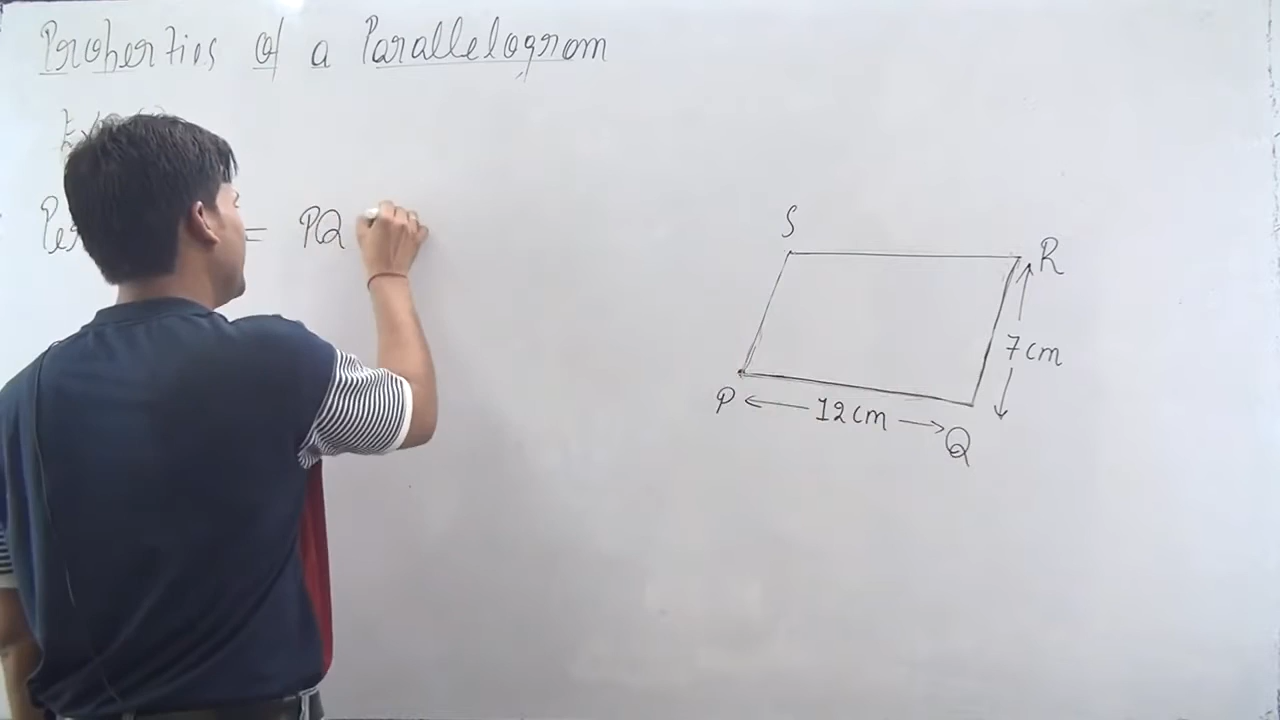 Properties of a Parallelogram
= PQ
S
R
7 cm
P 12 cm Q